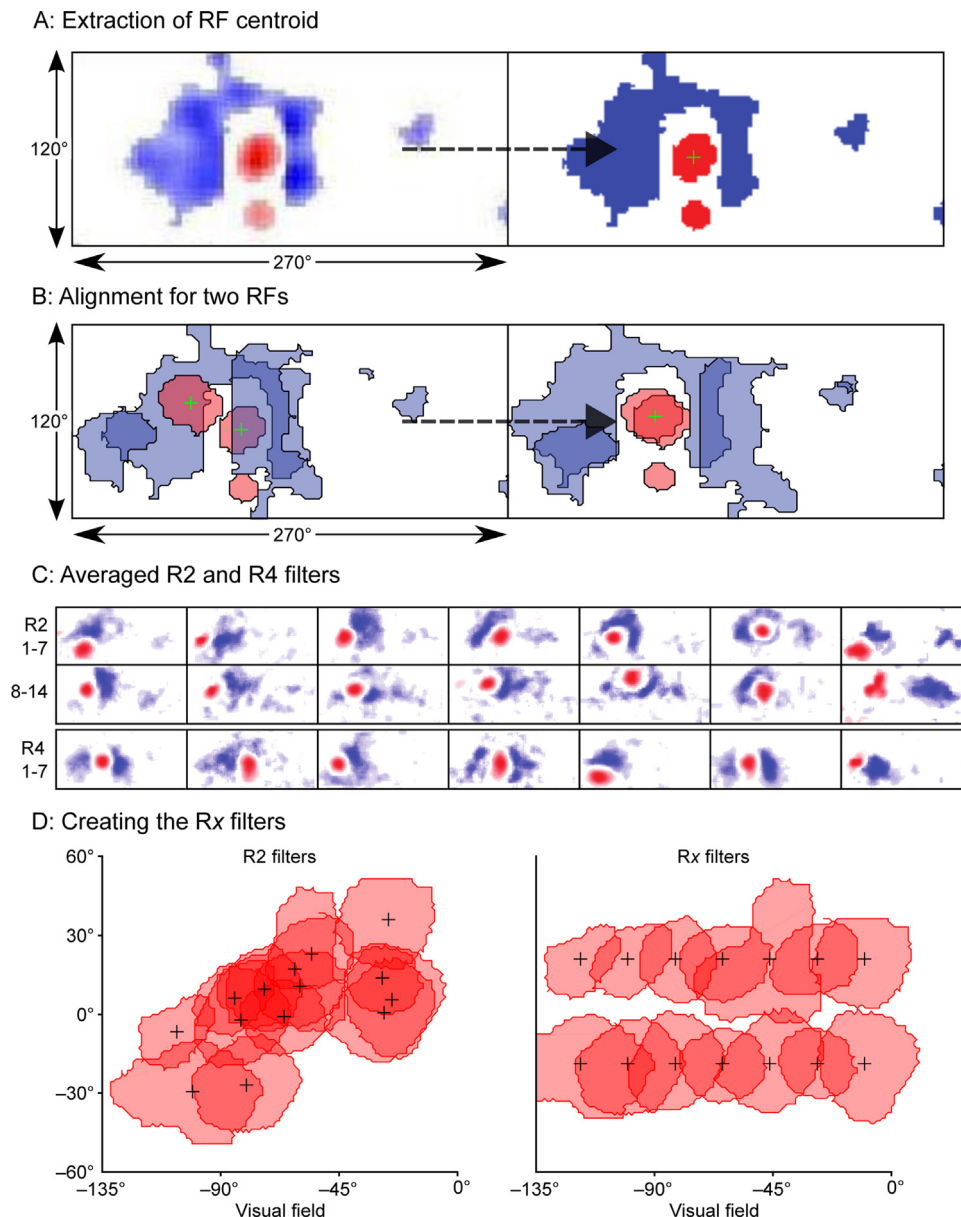 A: Extraction of RF centroid
120°
270°
B: Alignment for two RFs
120°
270°
C: Averaged R2 and R4 filters
R2
1-7
8-14
R4
1-7
D: Creating the Rx filters
R2 filters
Rx filters
60°
30°
0°
–30°
–60°
–135°
–90°
–45°
0°
–135°
–90°
–45°
0°
Visual field
Visual field